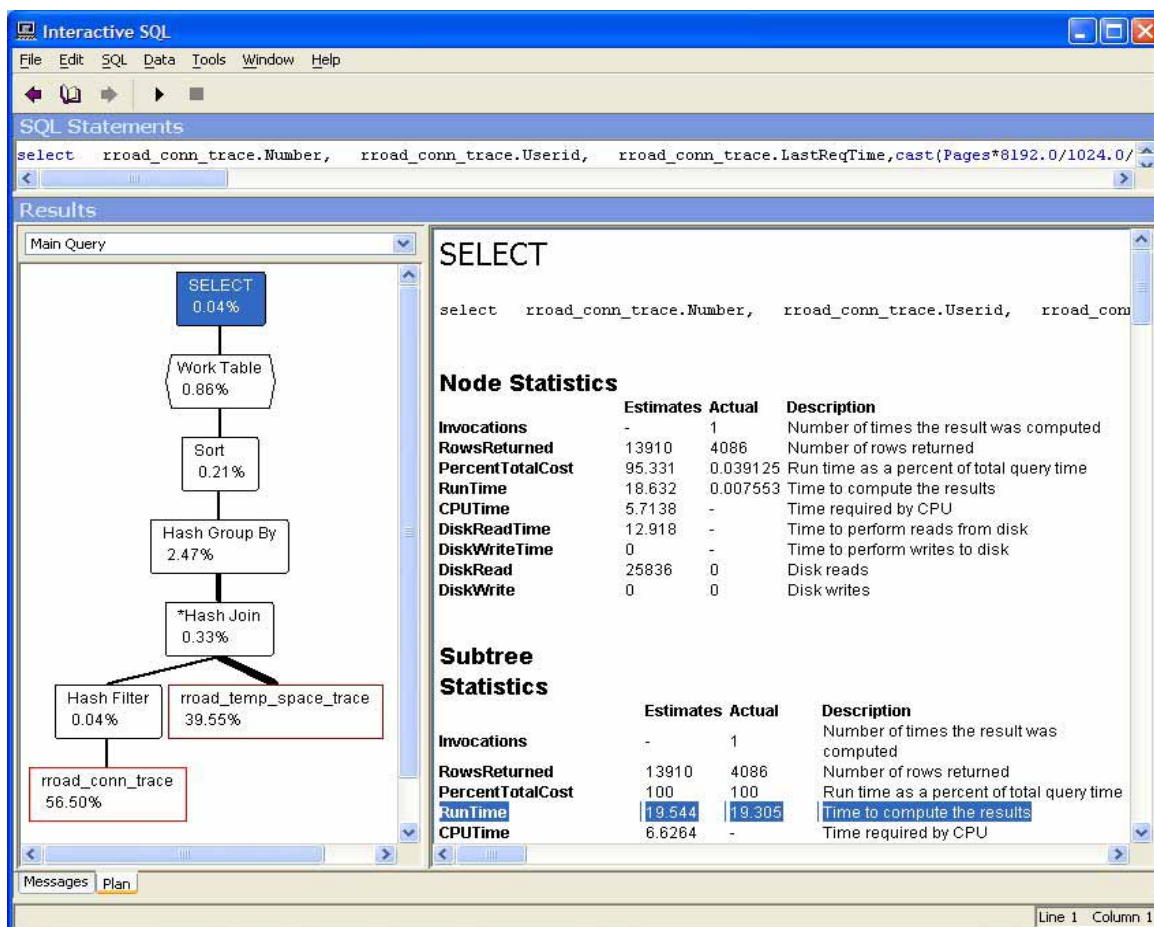 Interactive SQL
File Edit SQL Data Tools Window Help
SQL Statements
select rroad_conn_trace.Number, rroad_conn_trace.Userid, rroad_conn_trace.LastReqTime,cast(Pages*8192.0/1024.0/
Results
Main Query
SELECT
0.04%
Work Table
0.86%
Sort
0.21%
Hash Group By
2.47%
*Hash Join
0.33%
Hash Filter
0.04%
rroad_temp_space_trace
39.55%
rroad_conn_trace
56.50%
SELECT
select rroad_conn_trace.Number, rroad_conn_trace.Userid, rroad_con
Node Statistics
Estimates Actual Description
Invocations - 1 Number of times the result was computed
RowsReturned 13910 4086 Number of rows returned
PercentTotalCost 95.331 0.039125 Run time as a percent of total query time
RunTime 18.632 0.007553 Time to compute the results
CPUTime 5.7138 - Time required by CPU
DiskReadTime 12.918 - Time to perform reads from disk
DiskWriteTime 0 - Time to perform writes to disk
DiskRead 25836 0 Disk reads
DiskWrite 0 0 Disk writes
Subtree
Statistics
Estimates Actual Description
Invocations - 1 Number of times the result was
computed
RowsReturned 13910 4086 Number of rows returned
PercentTotalCost 100 100 Run time as a percent of total query time
RunTime 19.544 19.305 Time to compute the results
CPUTime 6.6264 - Time required by CPU
Messages Plan
Line 1 Column 1